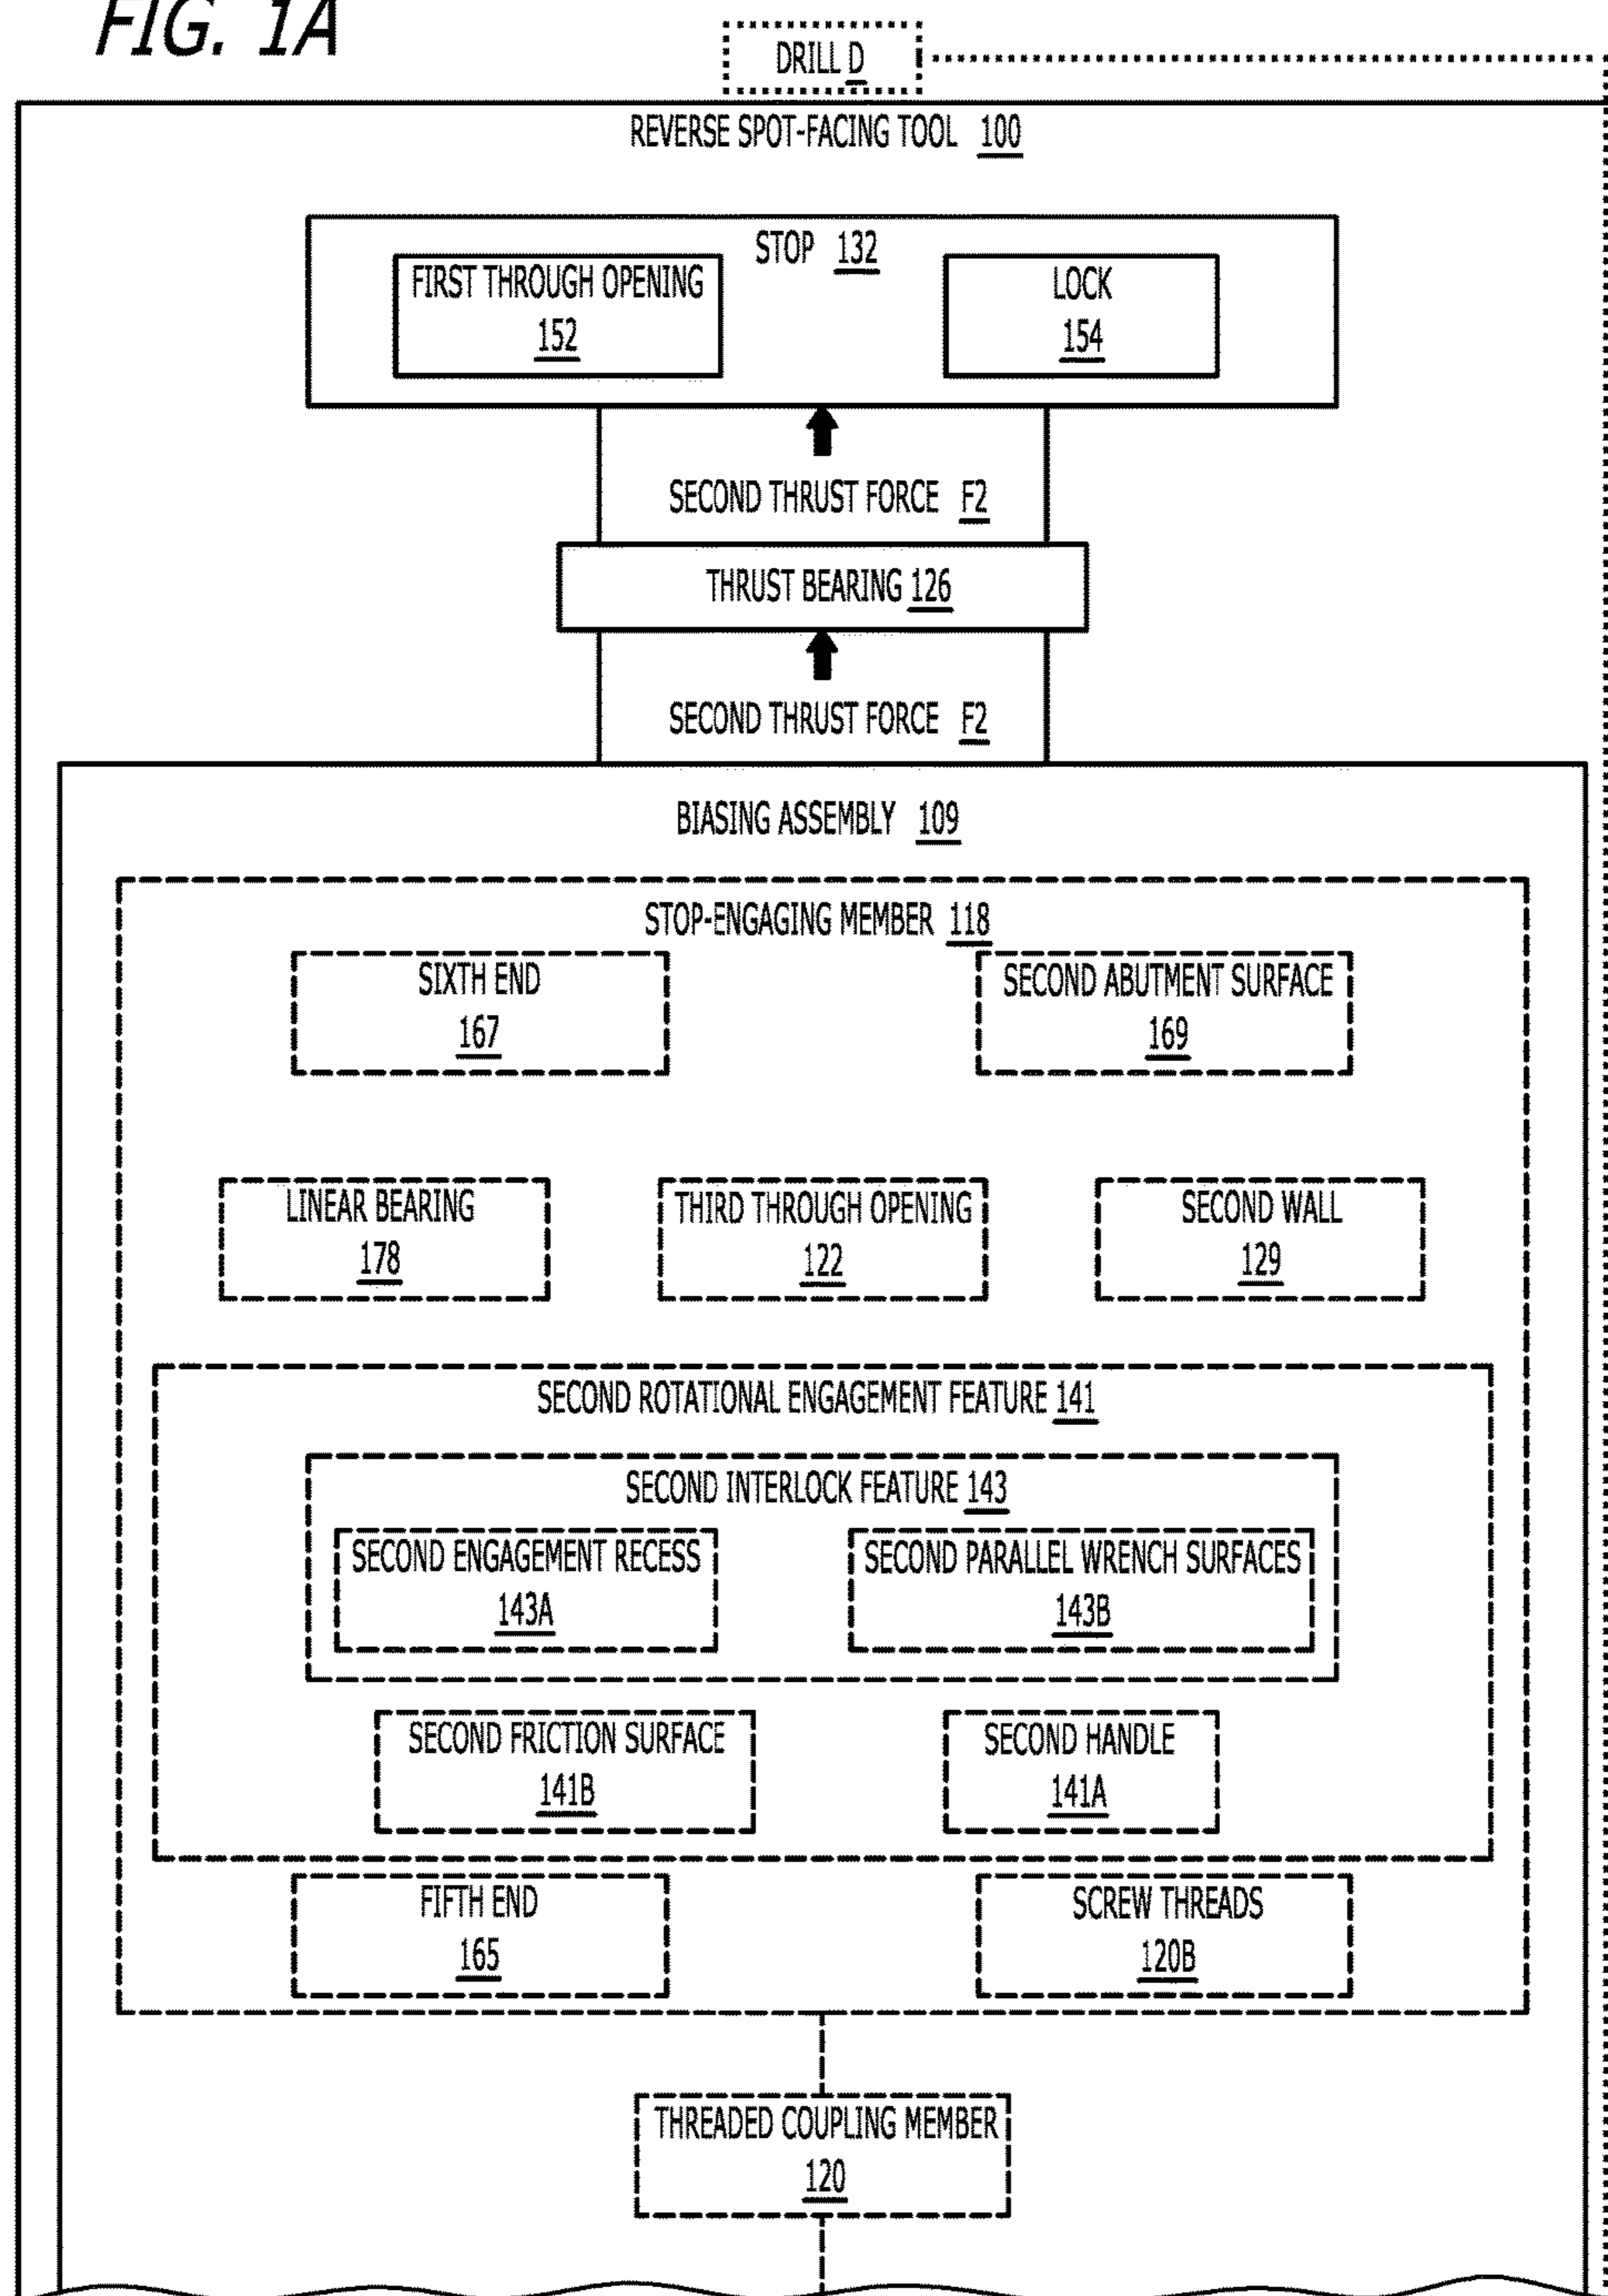 FIG. 1A
DRILL D
REVERSE SPOT-FACING TOOL 100
STOP 132
FIRST THROUGH OPENING
152
LOCK
154
SECOND THRUST FORCE F2
THRUST BEARING 126
SECOND THRUST FORCE F2
BIASING ASSEMBLY 109
STOP-ENGAGING MEMBER 118
SIXTH END
167
SECOND ABUTMENT SURFACE
169
LINEAR BEARING
178
THIRD THROUGH OPENING
122
SECOND WALL
129
SECOND ROTATIONAL ENGAGEMENT FEATURE 141
SECOND INTERLOCK FEATURE 143
SECOND ENGAGEMENT RECESS
143A
SECOND PARALLEL WRENCH SURFACES
143B
SECOND FRICTION SURFACE
141B
SECOND HANDLE
141A
FIFTH END
165
SCREW THREADS
120B
THREADED COUPLING MEMBER
120